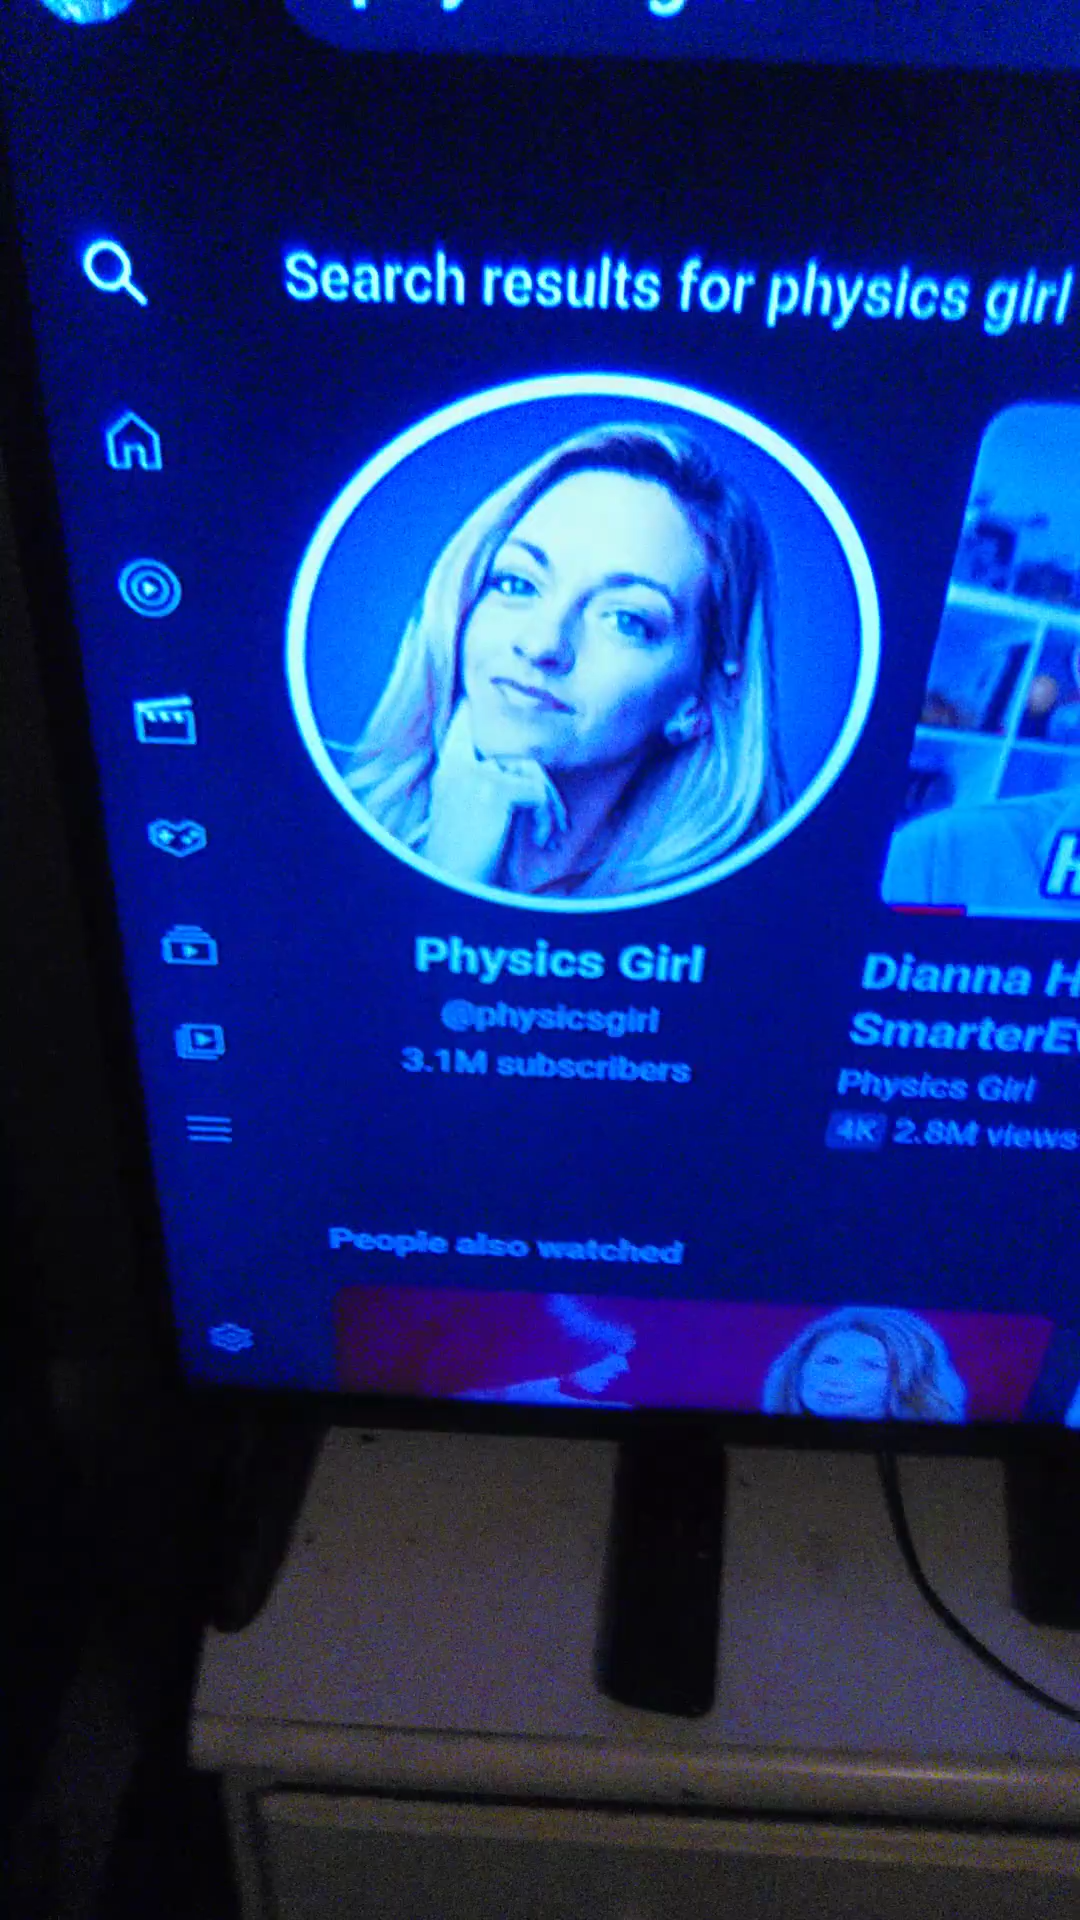 Search results for physics girl
Physics Girl
@physicsgirl
3.1M subscribers
H
Dianna H
SmarterEv
Physics Girl
4K 2.8M views
People also watched